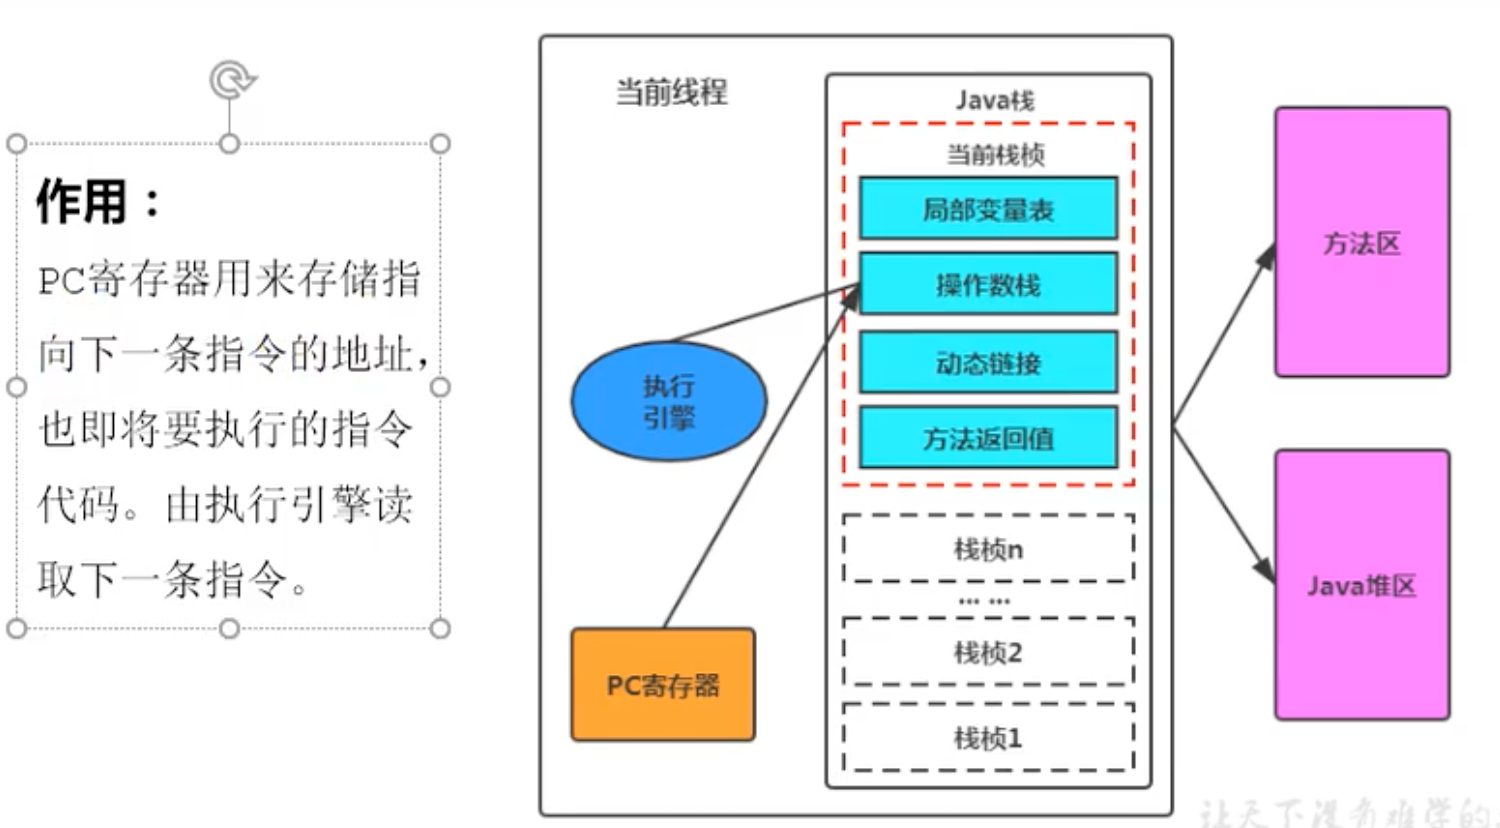 作用：
PC寄存器用来存储指
向下一条指令的地址，
也即将要执行的指令
代码。由执行引擎读
取下一条指令。
当前线程
Java栈
当前栈桢
局部变量表
操作数栈
动态链接
方法返回值
执行
引擎
PC寄存器
栈桢n
... ...
栈桢2
栈桢1
方法区
Java堆区
让天下没有难学的